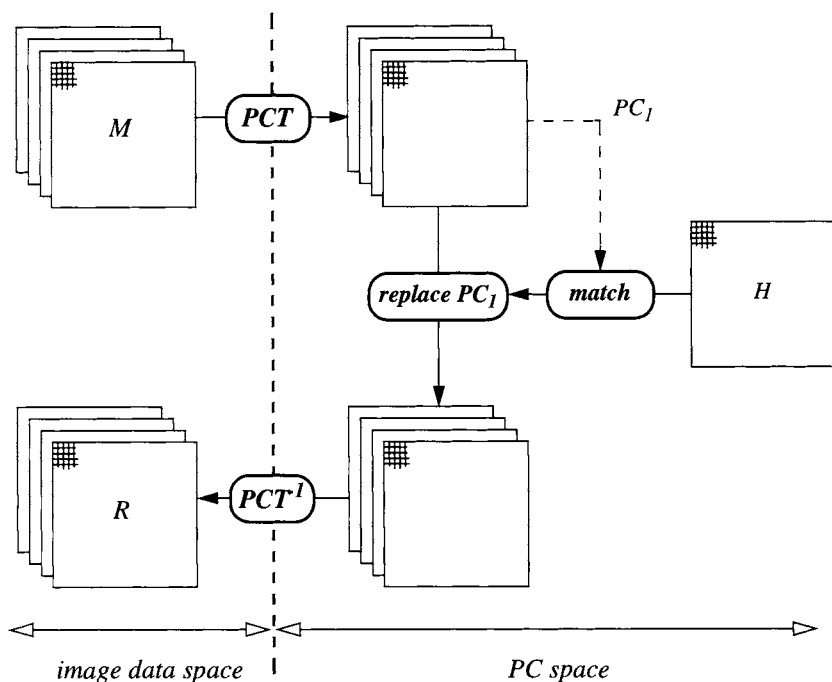 M
PCT
PC₁
replace PC₁
match
H
R
PCT⁻¹
image data space
PC space